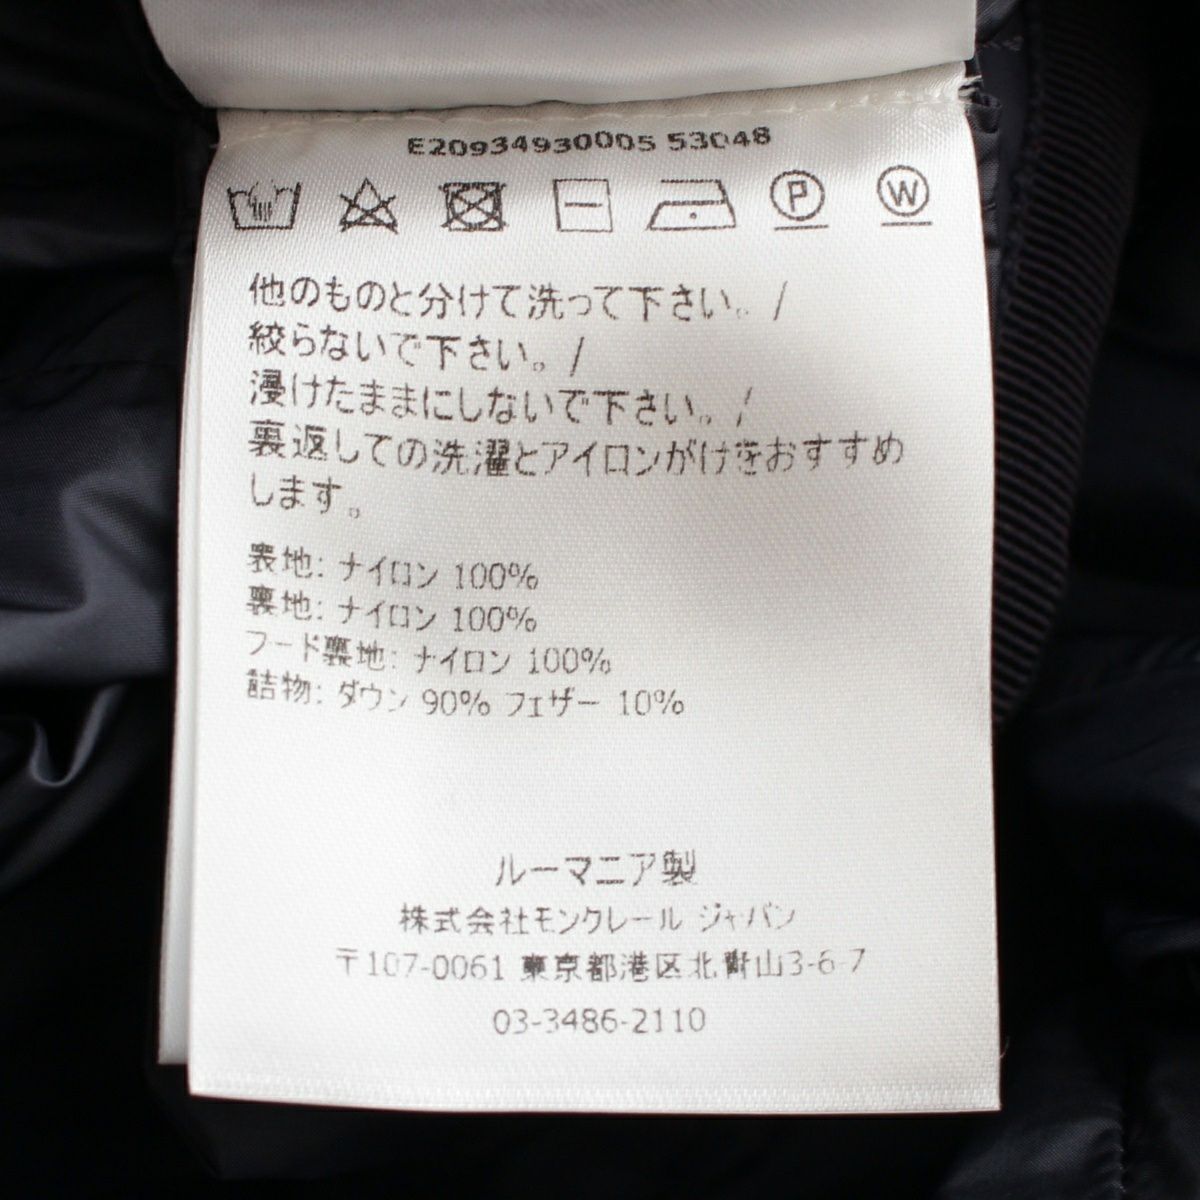 E20934930005 53048
P W
他のものと分けて洗って下さい。/
絞らないで下さい。/
浸けたままにしないで下さい。/
裏返しての洗濯とアイロンがけをおすすめ
します。
表地: ナイロン 100%
裏地: ナイロン 100%
フード裏地: ナイロン 100%
詰物: ダウン 90% フェザー 10%
ルーマニア製
株式会社モンクレール ジャパン
〒107-0061 東京都港区北青山3-6-7
03-3486-2110